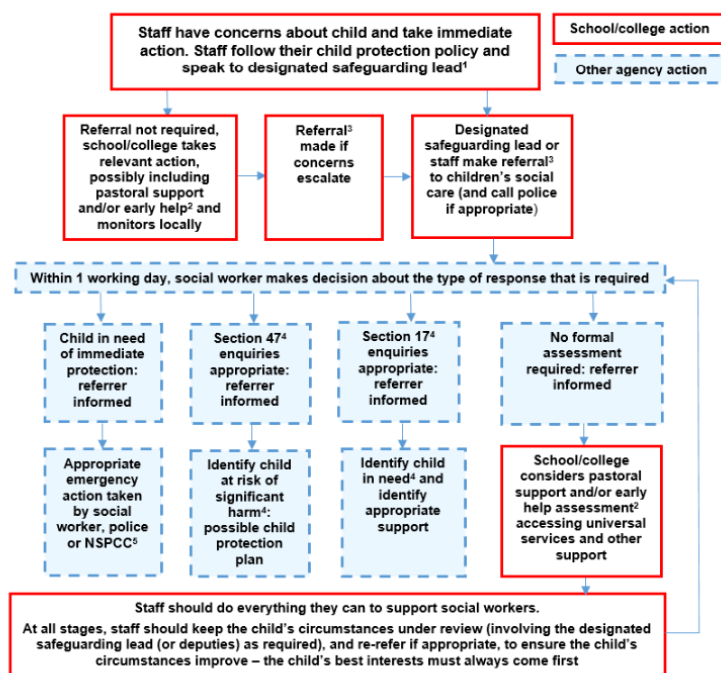 Staff have concerns about child and take immediate
action. Staff follow their child protection policy and
speak to designated safeguarding lead¹
School/college action
Other agency action
Referral not required,
school/college takes
relevant action,
possibly including
pastoral support
and/or early help² and
monitors locally
Referral³
made if
concerns
escalate
Designated
safeguarding lead or
staff make referral³
to children's social
care (and call police
if appropriate)
Within 1 working day, social worker makes decision about the type of response that is required
Child in need
of immediate
protection:
referrer
informed
Section 47⁴
enquiries
appropriate:
referrer
informed
Section 17⁴
enquiries
appropriate:
referrer
informed
No formal
assessment
required: referrer
informed
Appropriate
emergency
action taken
by social
worker, police
or NSPCC⁵
Identify child
at risk of
significant
harm⁴:
possible child
protection
plan
Identify child
in need⁴ and
identify
appropriate
support
School/college
considers pastoral
support and/or early
help assessment²
accessing universal
services and other
support
Staff should do everything they can to support social workers.
At all stages, staff should keep the child's circumstances under review (involving the designated
safeguarding lead (or deputies) as required), and re-refer if appropriate, to ensure the child's
circumstances improve – the child's best interests must always come first